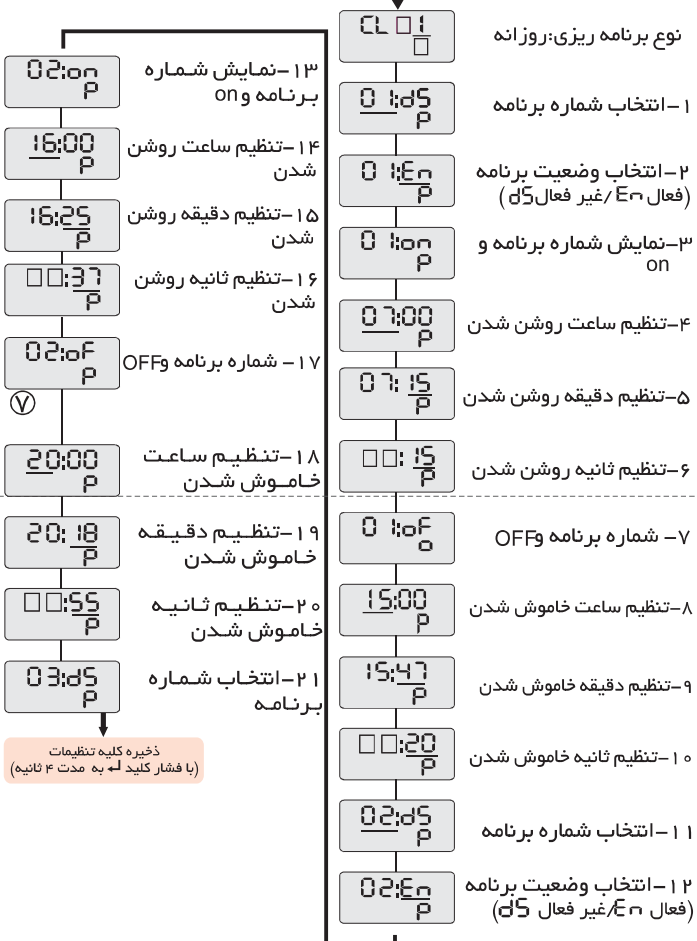 CL □1
□
نوع برنامه ریزی:روزانه
01:dS
P
۱-انتخاب شماره برنامه
01:En
P
۲-انتخاب وضعیت برنامه
(فعال En/غیر فعال dS)
01:on
P
۳-نمایش شماره برنامه و
on
07:00
P
۴-تنظیم ساعت روشن شدن
07:15
P
۵-تنظیم دقیقه روشن شدن
□□:15
P
۶-تنظیم ثانیه روشن شدن
01:oF
o
۷- شماره برنامه وOFF
15:00
P
۸-تنظیم ساعت خاموش شدن
15:47
P
۹-تنظیم دقیقه خاموش شدن
□□:20
P
۱۰-تنظیم ثانیه خاموش شدن
02:dS
P
۱۱-انتخاب شماره برنامه
02:En
P
۱۲-انتخاب وضعیت برنامه
(فعال En/غیر فعال dS)
02:on
P
۱۳-نمایش شماره
برنامه و on
16:00
P
۱۴-تنظیم ساعت روشن
شدن
16:25
P
۱۵-تنظیم دقیقه روشن
شدن
□□:37
P
۱۶-تنظیم ثانیه روشن
شدن
02:oF
P
۱۷- شماره برنامه وOFF
۷
20:00
P
۱۸-تنظیم ساعت
خاموش شدن
20:18
P
۱۹-تنظیم دقیقه
خاموش شدن
□□:55
P
۲۰-تنظیم ثانیه
خاموش شدن
03:dS
P
۲۱-انتخاب شماره
برنامه
ذخیره کلیه تنظیمات
(با فشار کلید ↵ به مدت ۴ ثانیه)